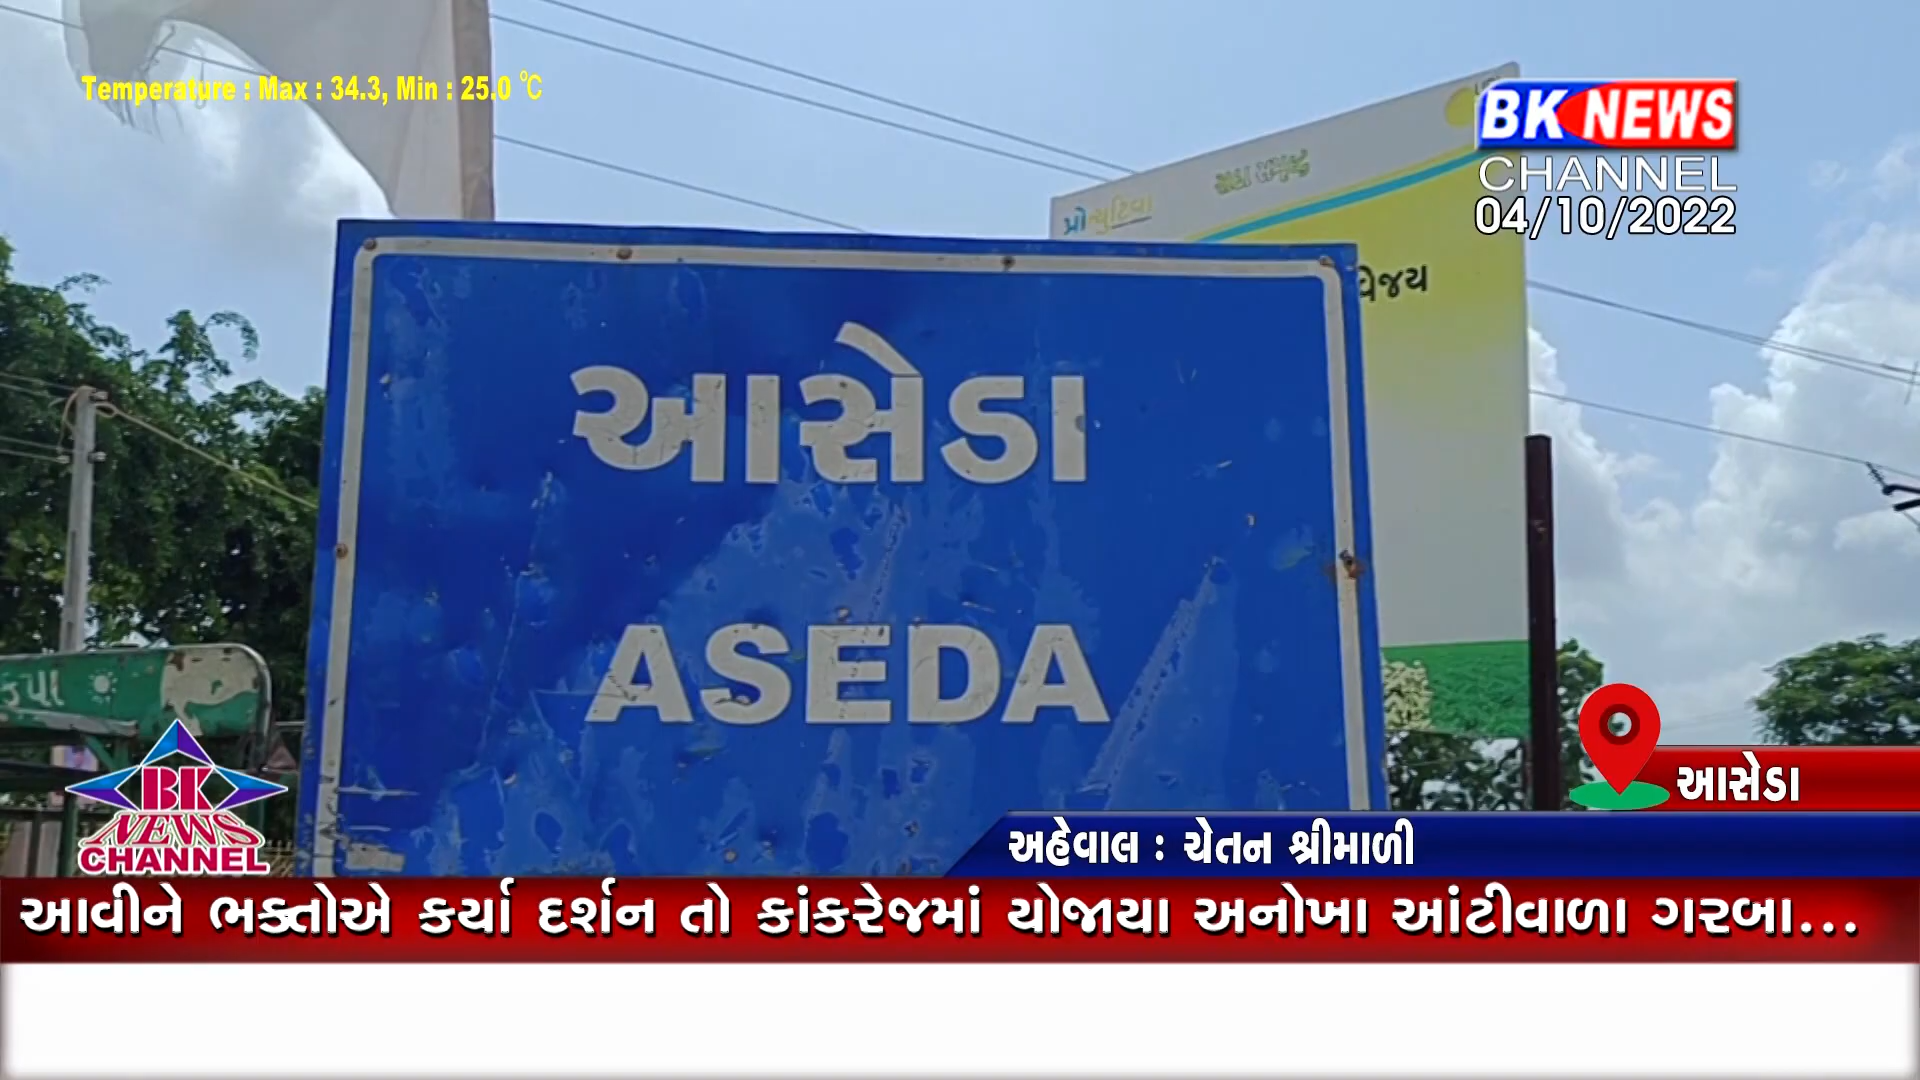 Temperature : Max : 34.3, Min : 25.0 ℃
BK NEWS
CHANNEL
04/10/2022
પ્રોન્યુટિવા
વિજય
આસેડા
ASEDA
BK
NEWS
CHANNEL
આસેડા
અહેવાલ : ચેતન શ્રીમાળી
આવીને ભક્તોએ કર્યા દર્શન તો કાંકરેજમાં યોજાયા અનોખા આંટીવાળા ગરબા...